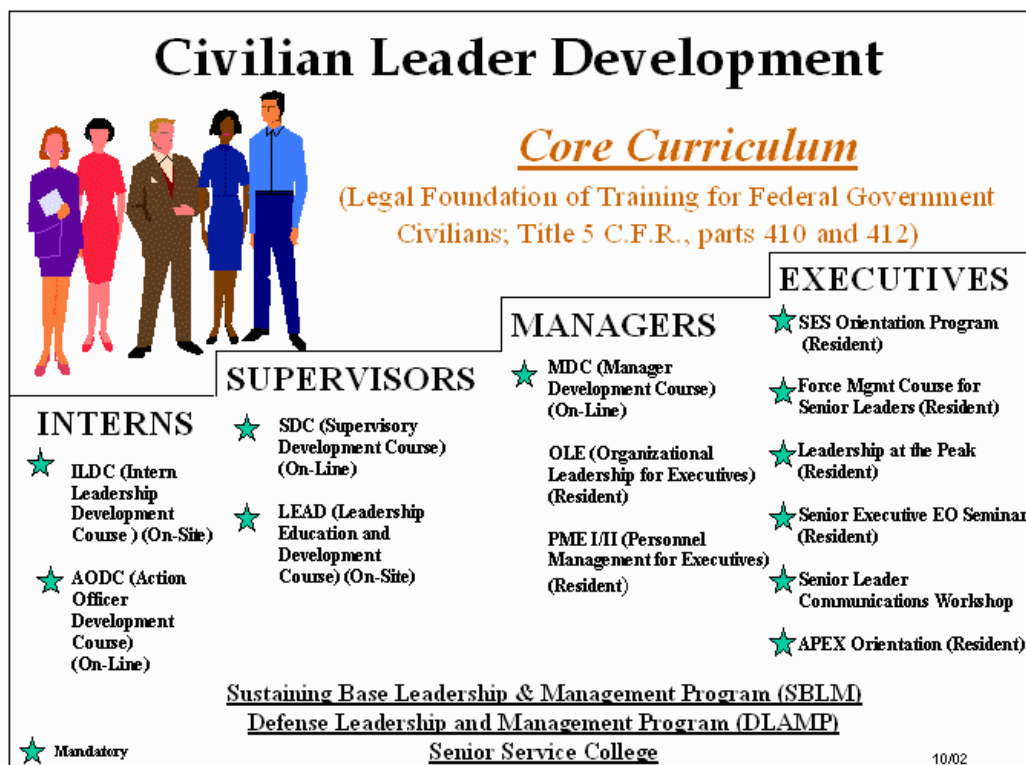 Civilian Leader Development
Core Curriculum
(Legal Foundation of Training for Federal Government
Civilians; Title 5 C.F.R., parts 410 and 412)
INTERNS
ILDC (Intern
Leadership
Development
Course ) (On-Site)
AODC (Action
Officer
Development
Course)
(On-Line)
SUPERVISORS
SDC (Supervisory
Development Course)
(On-Line)
LEAD (Leadership
Education and
Development
Course) (On-Site)
MANAGERS
MDC (Manager
Development Course)
(On-Line)
OLE (Organizational
Leadership for Executives)
(Resident)
PME I/II (Personnel
Management for Executives)
(Resident)
EXECUTIVES
SES Orientation Program
(Resident)
Force Mgmt Course for
Senior Leaders (Resident)
Leadership at the Peak
(Resident)
Senior Executive EO Seminar
(Resident)
Senior Leader
Communications Workshop
APEX Orientation (Resident)
Sustaining Base Leadership & Management Program (SBLM)
Defense Leadership and Management Program (DLAMP)
Senior Service College
Mandatory
10/02